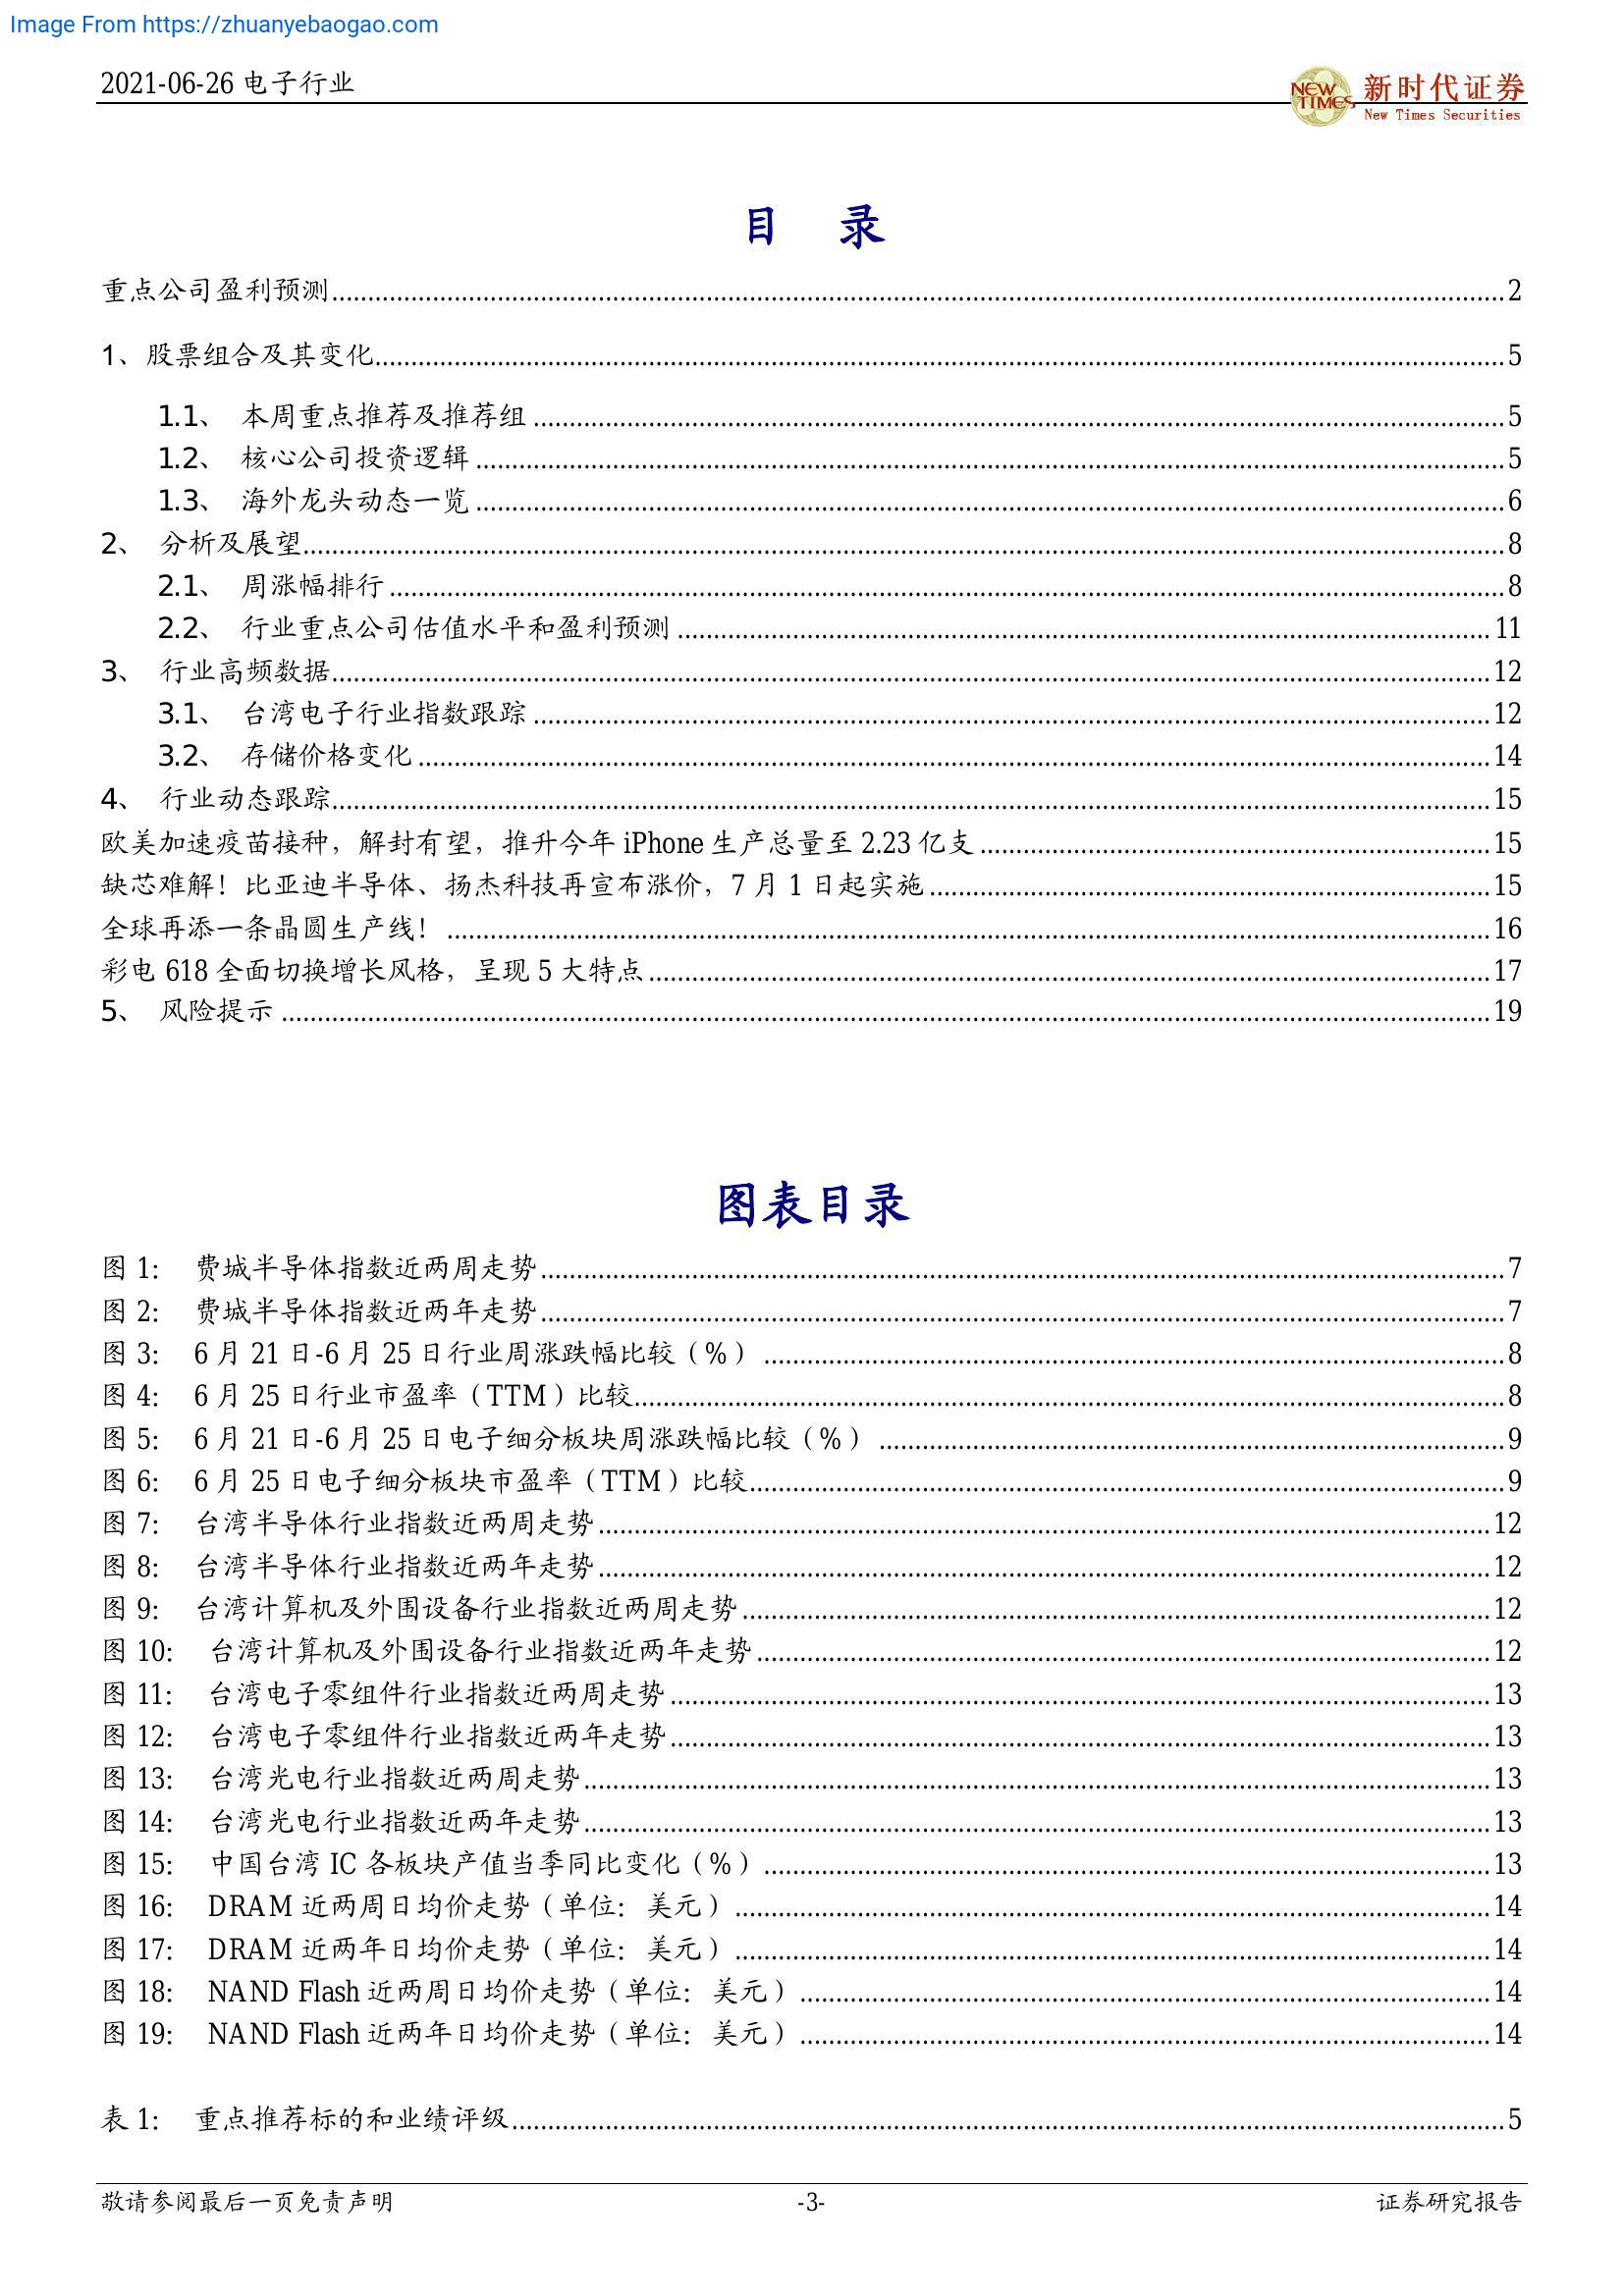 Image From https://zhuanyebaogao.com
2021-06-26 电子行业
NEW TIMES 新时代证券
New Times Securities
目 录
重点公司盈利预测 2
1、股票组合及其变化 5
1.1、 本周重点推荐及推荐组 5
1.2、 核心公司投资逻辑 5
1.3、 海外龙头动态一览 6
2、 分析及展望 8
2.1、 周涨幅排行 8
2.2、 行业重点公司估值水平和盈利预测 11
3、 行业高频数据 12
3.1、 台湾电子行业指数跟踪 12
3.2、 存储价格变化 14
4、 行业动态跟踪 15
欧美加速疫苗接种，解封有望，推升今年 iPhone 生产总量至 2.23 亿支 15
缺芯难解！比亚迪半导体、扬杰科技再宣布涨价，7 月 1 日起实施 15
全球再添一条晶圆生产线！ 16
彩电 618 全面切换增长风格，呈现 5 大特点 17
5、 风险提示 19
图表目录
图 1: 费城半导体指数近两周走势 7
图 2: 费城半导体指数近两年走势 7
图 3: 6 月 21 日-6 月 25 日行业周涨跌幅比较（%） 8
图 4: 6 月 25 日行业市盈率（TTM）比较 8
图 5: 6 月 21 日-6 月 25 日电子细分板块周涨跌幅比较（%） 9
图 6: 6 月 25 日电子细分板块市盈率（TTM）比较 9
图 7: 台湾半导体行业指数近两周走势 12
图 8: 台湾半导体行业指数近两年走势 12
图 9: 台湾计算机及外围设备行业指数近两周走势 12
图 10: 台湾计算机及外围设备行业指数近两年走势 12
图 11: 台湾电子零组件行业指数近两周走势 13
图 12: 台湾电子零组件行业指数近两年走势 13
图 13: 台湾光电行业指数近两周走势 13
图 14: 台湾光电行业指数近两年走势 13
图 15: 中国台湾 IC 各板块产值当季同比变化（%） 13
图 16: DRAM 近两周日均价走势（单位：美元） 14
图 17: DRAM 近两年日均价走势（单位：美元） 14
图 18: NAND Flash 近两周日均价走势（单位：美元） 14
图 19: NAND Flash 近两年日均价走势（单位：美元） 14
表 1: 重点推荐标的和业绩评级 5
敬请参阅最后一页免责声明 -3- 证券研究报告